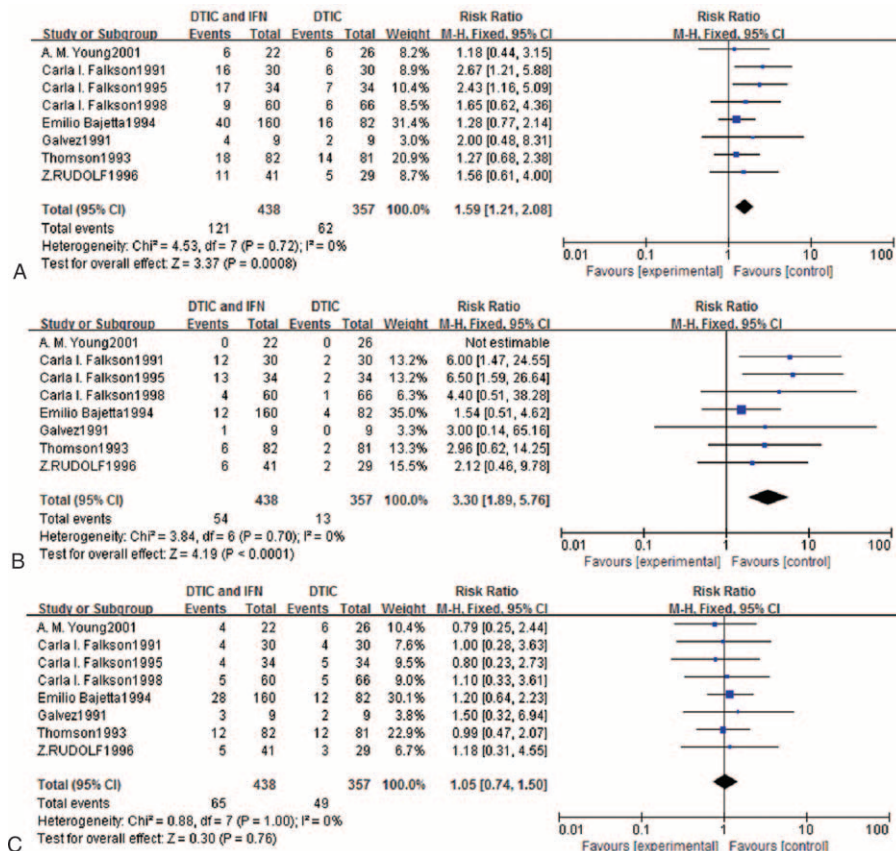 DTIC and IFN DTIC Risk Ratio Risk Ratio
Study or Subgroup Events Total Events Total Weight M-H, Fixed, 95% CI M-H, Fixed, 95% CI
A. M. Young2001 6 22 6 26 8.2% 1.18 [0.44, 3.15]
Carla I. Falkson1991 16 30 6 30 8.9% 2.67 [1.21, 5.88]
Carla I. Falkson1995 17 34 7 34 10.4% 2.43 [1.16, 5.09]
Carla I. Falkson1998 9 60 6 66 8.5% 1.65 [0.62, 4.36]
Emilio Bajetta1994 40 160 16 82 31.4% 1.28 [0.77, 2.14]
Galvez1991 4 9 2 9 3.0% 2.00 [0.48, 8.31]
Thomson1993 18 82 14 81 20.9% 1.27 [0.68, 2.38]
Z.RUDOLF1996 11 41 5 29 8.7% 1.56 [0.61, 4.00]
Total (95% CI) 438 357 100.0% 1.59 [1.21, 2.08]
Total events 121 62
Heterogeneity: Chi² = 4.53, df = 7 (P = 0.72); I² = 0%
Test for overall effect: Z = 3.37 (P = 0.0008)
0.01 0.1 1 10 100
Favours [experimental] Favours [control]
A
DTIC and IFN DTIC Risk Ratio Risk Ratio
Study or Subgroup Events Total Events Total Weight M-H, Fixed, 95% CI M-H, Fixed, 95% CI
A. M. Young2001 0 22 0 26 Not estimable
Carla I. Falkson1991 12 30 2 30 13.2% 6.00 [1.47, 24.55]
Carla I. Falkson1995 13 34 2 34 13.2% 6.50 [1.59, 26.64]
Carla I. Falkson1998 4 60 1 66 6.3% 4.40 [0.51, 38.28]
Emilio Bajetta1994 12 160 4 82 35.0% 1.54 [0.51, 4.62]
Galvez1991 1 9 0 9 3.3% 3.00 [0.14, 65.16]
Thomson1993 6 82 2 81 13.3% 2.96 [0.62, 14.25]
Z.RUDOLF1996 6 41 2 29 15.5% 2.12 [0.46, 9.78]
Total (95% CI) 438 357 100.0% 3.30 [1.89, 5.76]
Total events 54 13
Heterogeneity: Chi² = 3.84, df = 6 (P = 0.70); I² = 0%
Test for overall effect: Z = 4.19 (P < 0.0001)
0.01 0.1 1 10 100
Favours [experimental] Favours [control]
B
DTIC and IFN DTIC Risk Ratio Risk Ratio
Study or Subgroup Events Total Events Total Weight M-H, Fixed, 95% CI M-H, Fixed, 95% CI
A. M. Young2001 4 22 6 26 10.4% 0.79 [0.25, 2.44]
Carla I. Falkson1991 4 30 4 30 7.6% 1.00 [0.28, 3.63]
Carla I. Falkson1995 4 34 5 34 9.5% 0.80 [0.23, 2.73]
Carla I. Falkson1998 5 60 5 66 9.0% 1.10 [0.33, 3.61]
Emilio Bajetta1994 28 160 12 82 30.1% 1.20 [0.64, 2.23]
Galvez1991 3 9 2 9 3.8% 1.50 [0.32, 6.94]
Thomson1993 12 82 12 81 22.9% 0.99 [0.47, 2.07]
Z.RUDOLF1996 5 41 3 29 6.7% 1.18 [0.31, 4.55]
Total (95% CI) 438 357 100.0% 1.05 [0.74, 1.50]
Total events 65 49
Heterogeneity: Chi² = 0.88, df = 7 (P = 1.00); I² = 0%
Test for overall effect: Z = 0.30 (P = 0.76)
0.01 0.1 1 10 100
Favours [experimental] Favours [control]
C